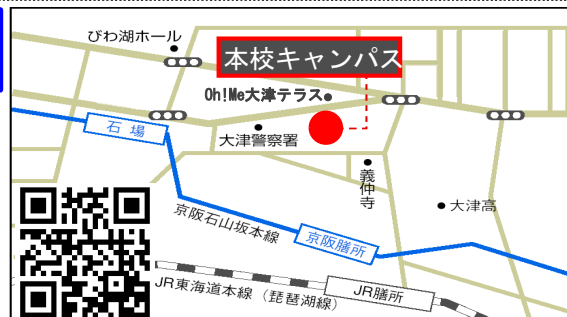 びわ湖ホール
本校キャンパス
Oh!Me大津テラス
石場
大津警察署
義仲寺
大津高
京阪石山坂本線
京阪膳所
JR東海道本線（琵琶湖線）
JR膳所